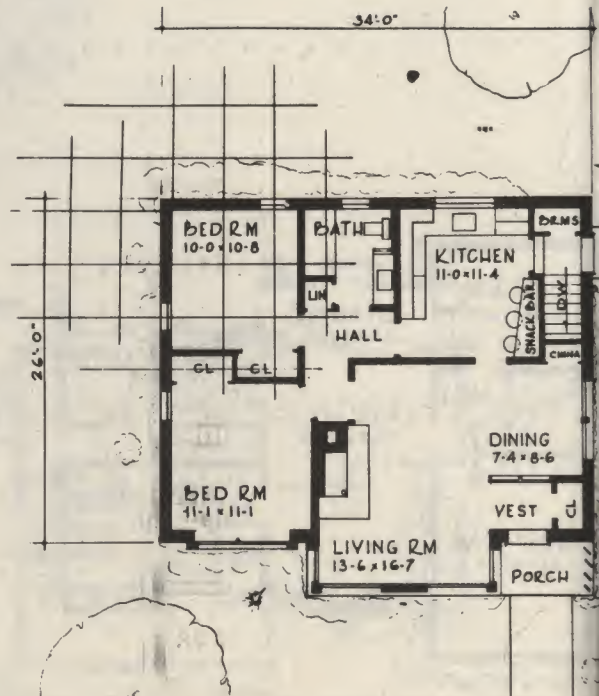 34'-0"
BED RM
10-0 x 10-8
BATH
KITCHEN
11-0 x 11-4
BRMS
LIN
HALL
SNACK BAR
DW
CHINA
26'-0"
CL
CL
DINING
7-4 x 8-6
BED RM
11-1 x 11-1
VEST
CL
LIVING RM
13-6 x 16-7
PORCH